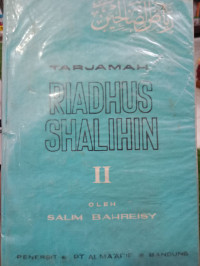 TARJAMAH
RIADHUS
SHALIHIN
II
OLEH
SALIM BAHREISY
PENERBIT ★ PT. ALMA'ARIF ★ BANDUNG